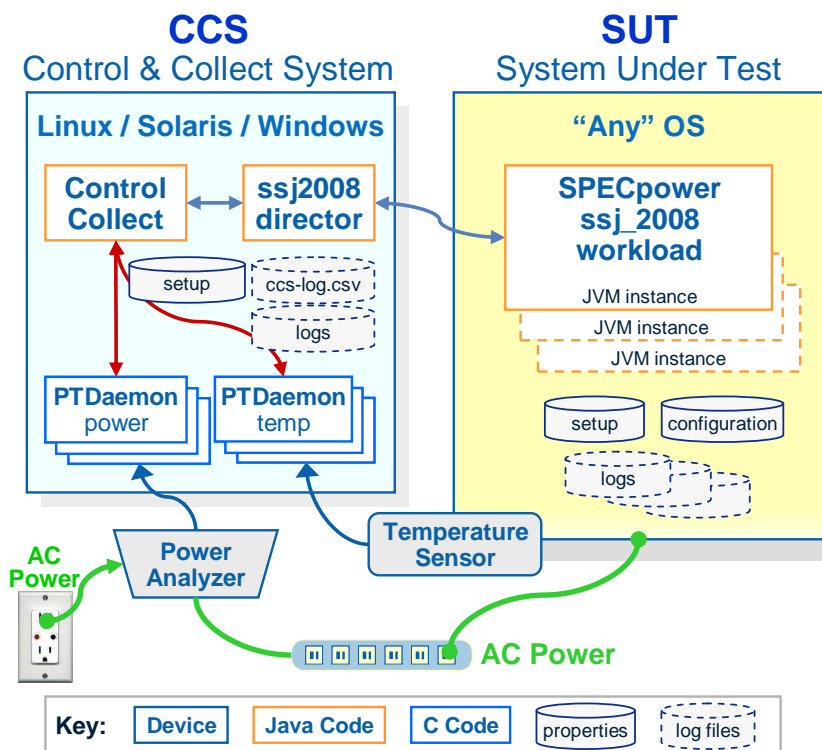 CCS
Control & Collect System
SUT
System Under Test
Linux / Solaris / Windows
Control
Collect
ssj2008
director
setup
ccs-log.csv
logs
PTDaemon
power
PTDaemon
temp
“Any” OS
SPECpower
ssj_2008
workload
JVM instance
JVM instance
JVM instance
setup
configuration
logs
Temperature
Sensor
Power
Analyzer
AC
Power
AC Power
Key:
Device
Java Code
C Code
properties
log files